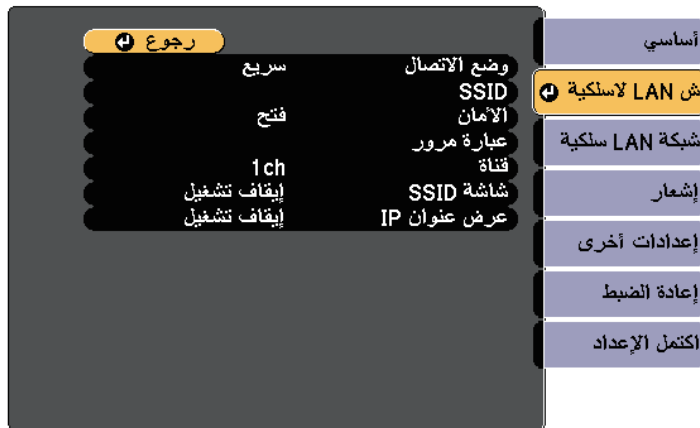 رجوع
وضع الاتصال سريع
SSID
الأمان فتح
عبارة مرور
قناة 1ch
شاشة SSID إيقاف تشغيل
عرض عنوان IP إيقاف تشغيل
أساسي
ش LAN لاسلكية
شبكة LAN سلكية
إشعار
إعدادات أخرى
إعادة الضبط
اكتمل الإعداد